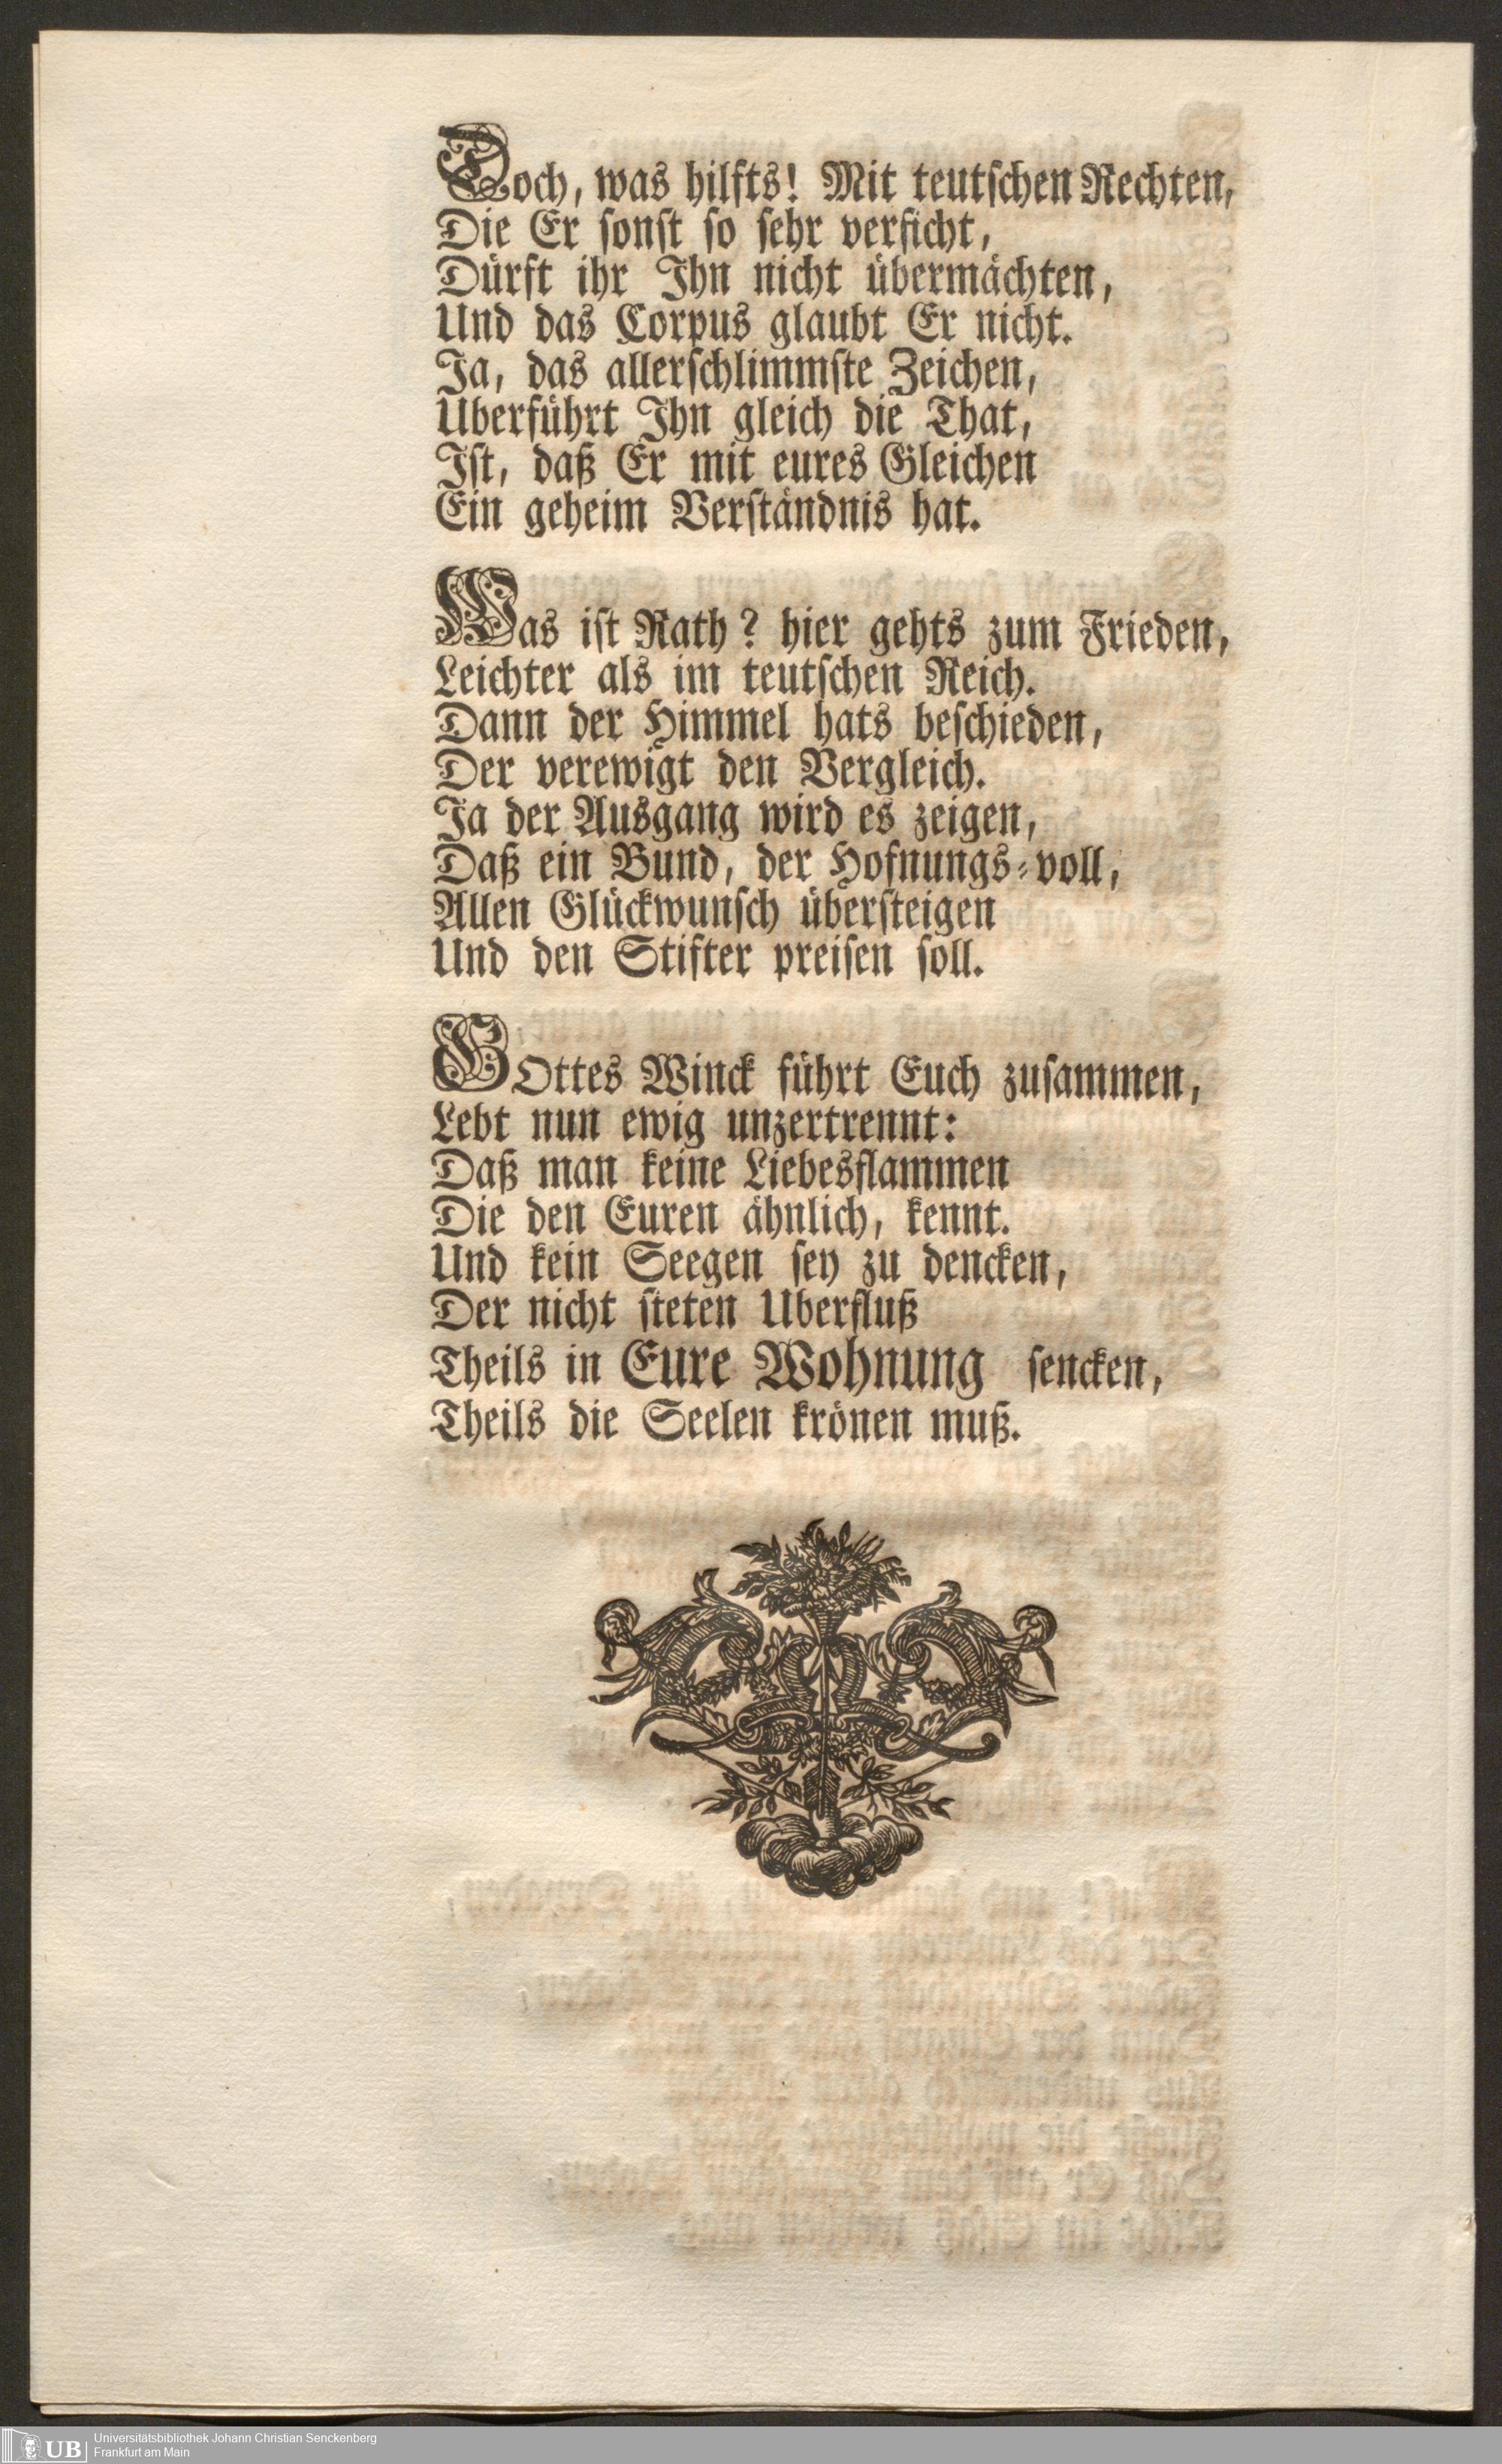 Doch, was hilfts! Mit teutschen Rechten,
Die Er sonst so sehr verficht,
Dürft ihr Ihn nicht übermächten,
Und das Corpus glaubt Er nicht.
Ja, das allerschlimmste Zeichen,
Uberführt Ihn gleich die That,
Ist, daß Er mit eures Gleichen
Ein geheim Verständnis hat.
Was ist Rath? hier gehts zum Frieden,
Leichter als im teutschen Reich.
Dann der Himmel hats beschieden,
Der verewigt den Vergleich.
Ja der Ausgang wird es zeigen,
Daß ein Bund, der Hofnungs-voll,
Allen Glückwunsch übersteigen
Und den Stifter preisen soll.
GOttes Winck führt Euch zusammen,
Lebt nun ewig unzertrennt:
Daß man keine Liebesflammen
Die den Euren ähnlich, kennt.
Und kein Seegen sey zu dencken,
Der nicht steten Uberfluß
Theils in Eure Wohnung sencken,
Theils die Seelen krönen muß.
UB
Universitätsbibliothek Johann Christian Senckenberg
Frankfurt am Main